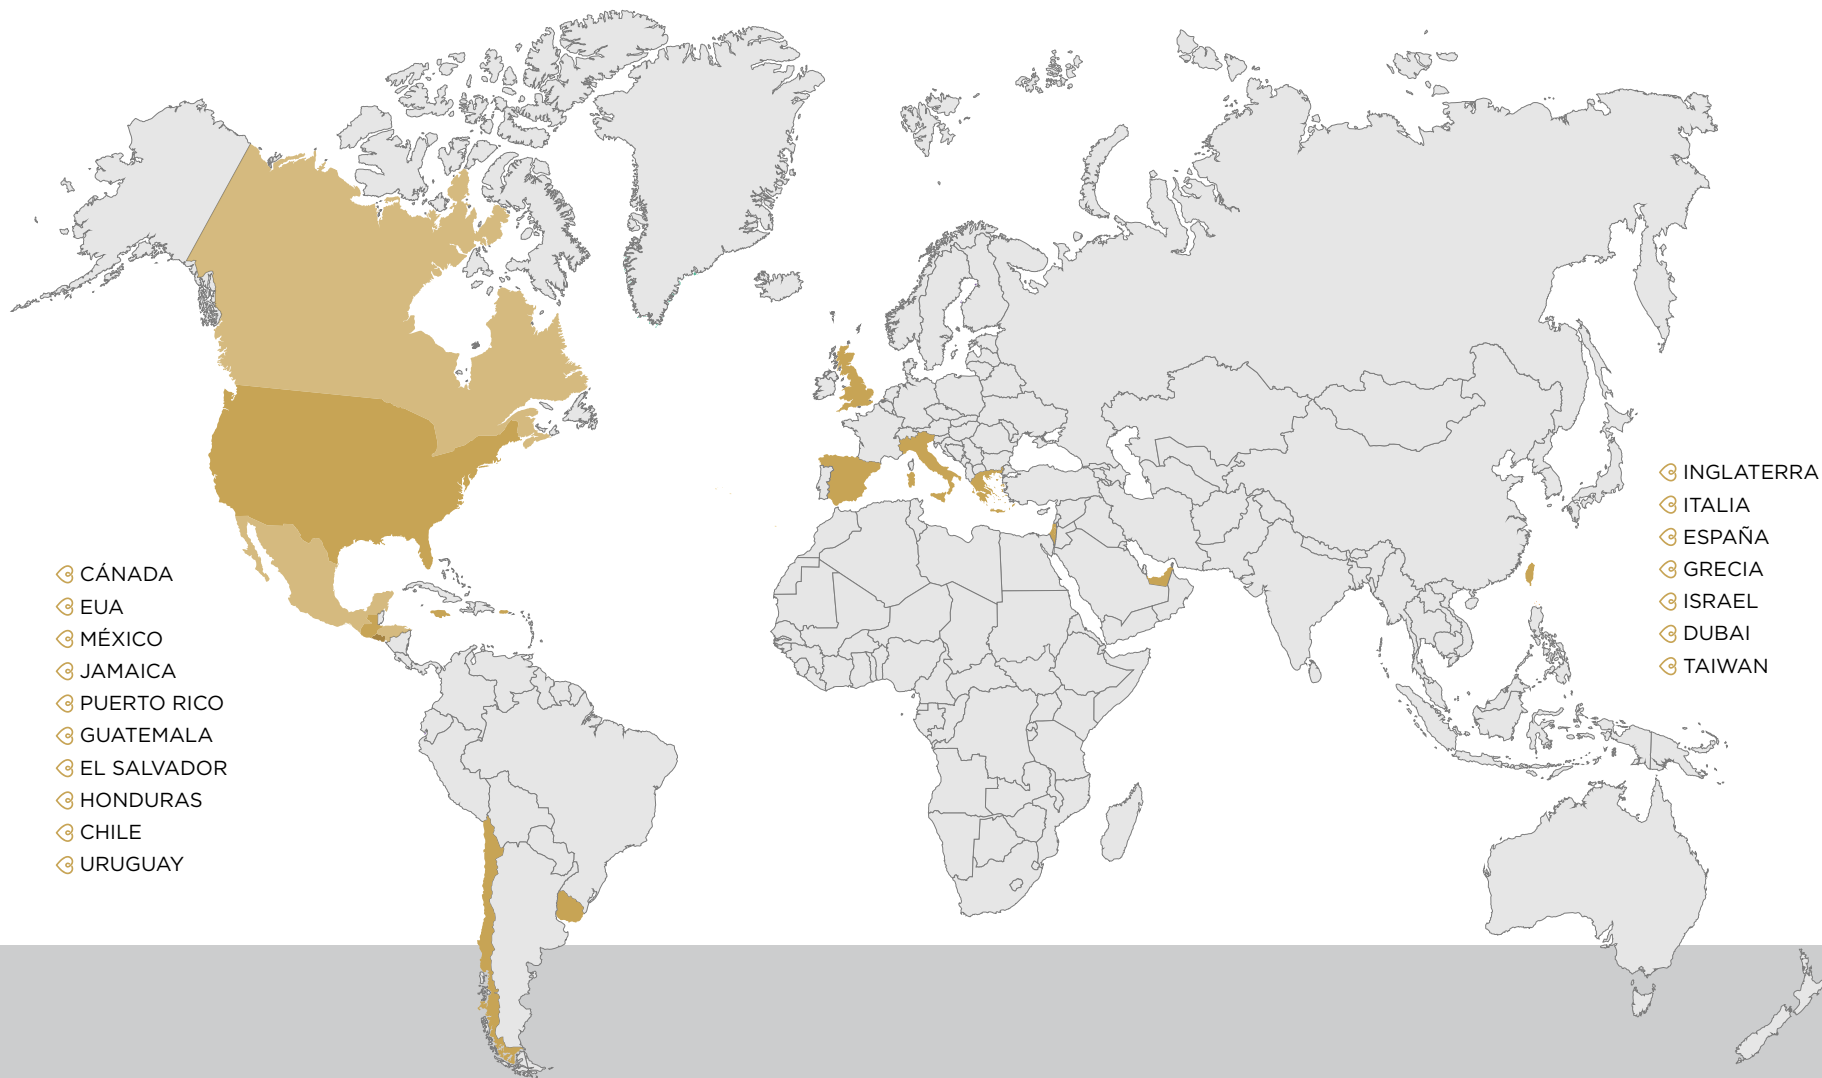 CÁNADA
EUA
MÉXICO
JAMAICA
PUERTO RICO
GUATEMALA
EL SALVADOR
HONDURAS
CHILE
URUGUAY
INGLATERRA
ITALIA
ESPAÑA
GRECIA
ISRAEL
DUBAI
TAIWAN